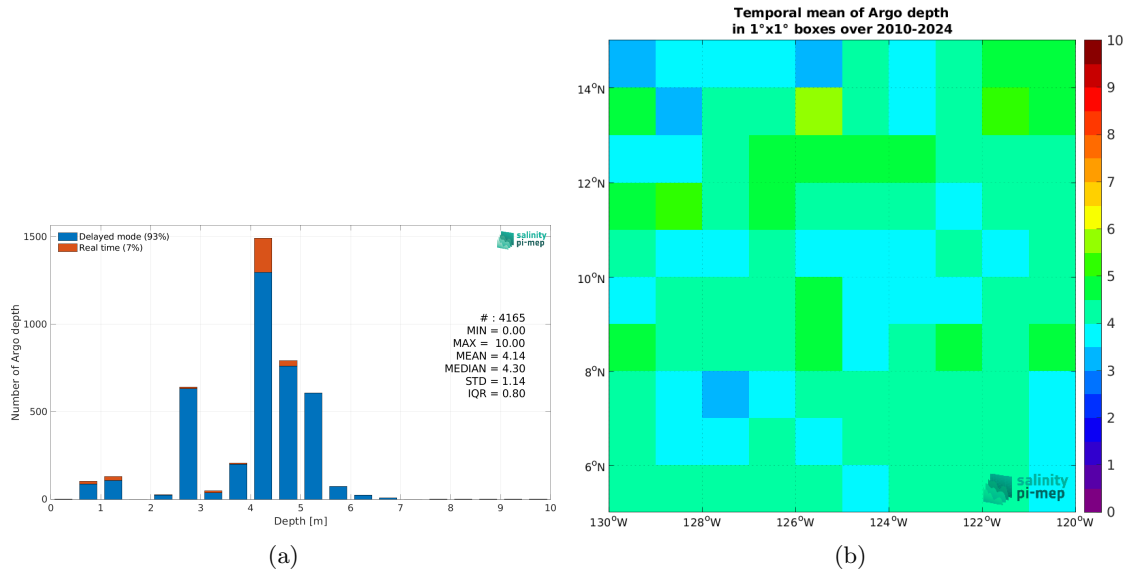 Delayed mode (93%)
Real time (7%)
salinity
pi-mep
1500
1000
500
0
Number of Argo depth
# : 4165
MIN = 0.00
MAX = 10.00
MEAN = 4.14
MEDIAN = 4.30
STD = 1.14
IQR = 0.80
0 1 2 3 4 5 6 7 8 9 10
Depth [m]
(a)
Temporal mean of Argo depth
in 1°x1° boxes over 2010-2024
14°N
12°N
10°N
8°N
6°N
130°W 128°W 126°W 124°W 122°W 120°W
salinity
pi-mep
10
9
8
7
6
5
4
3
2
1
0
(b)